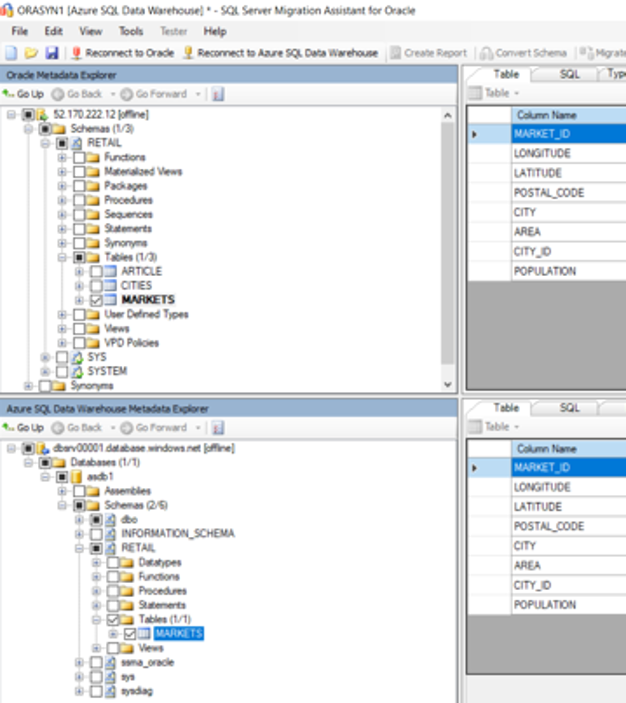 ORASYN1 [Azure SQL Data Warehouse] * - SQL Server Migration Assistant for Oracle
File Edit View Tools Tester Help
Reconnect to Oracle Reconnect to Azure SQL Data Warehouse Create Report Convert Schema Migrate
Oracle Metadata Explorer
Go Up Go Back Go Forward
52.170.222.12 [offline]
Schemas (1/3)
RETAIL
Functions
Materialized Views
Packages
Procedures
Sequences
Statements
Synonyms
Tables (1/3)
ARTICLE
CITIES
MARKETS
User Defined Types
Views
VPD Policies
SYS
SYSTEM
Synonyms
Table SQL Typ
Table
Column Name
MARKET_ID
LONGITUDE
LATITUDE
POSTAL_CODE
CITY
AREA
CITY_ID
POPULATION
Azure SQL Data Warehouse Metadata Explorer
Go Up Go Back Go Forward
dbsrv00001.database.windows.net [offline]
Databases (1/1)
asdb1
Assemblies
Schemas (2/6)
dbo
INFORMATION_SCHEMA
RETAIL
Datatypes
Functions
Procedures
Statements
Tables (1/1)
MARKETS
Views
ssma_oracle
sys
sysdiag
Table SQL
Table
Column Name
MARKET_ID
LONGITUDE
LATITUDE
POSTAL_CODE
CITY
AREA
CITY_ID
POPULATION